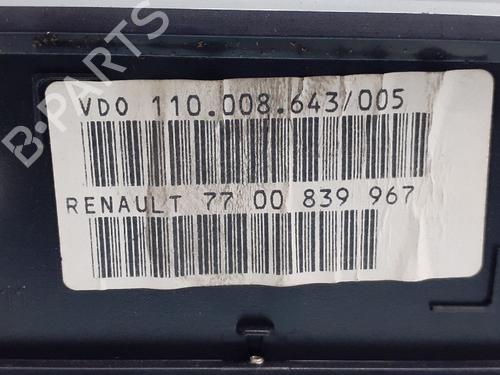 B-PARTS
VDO 110.008.643/005
RENAULT 77 00 839 967